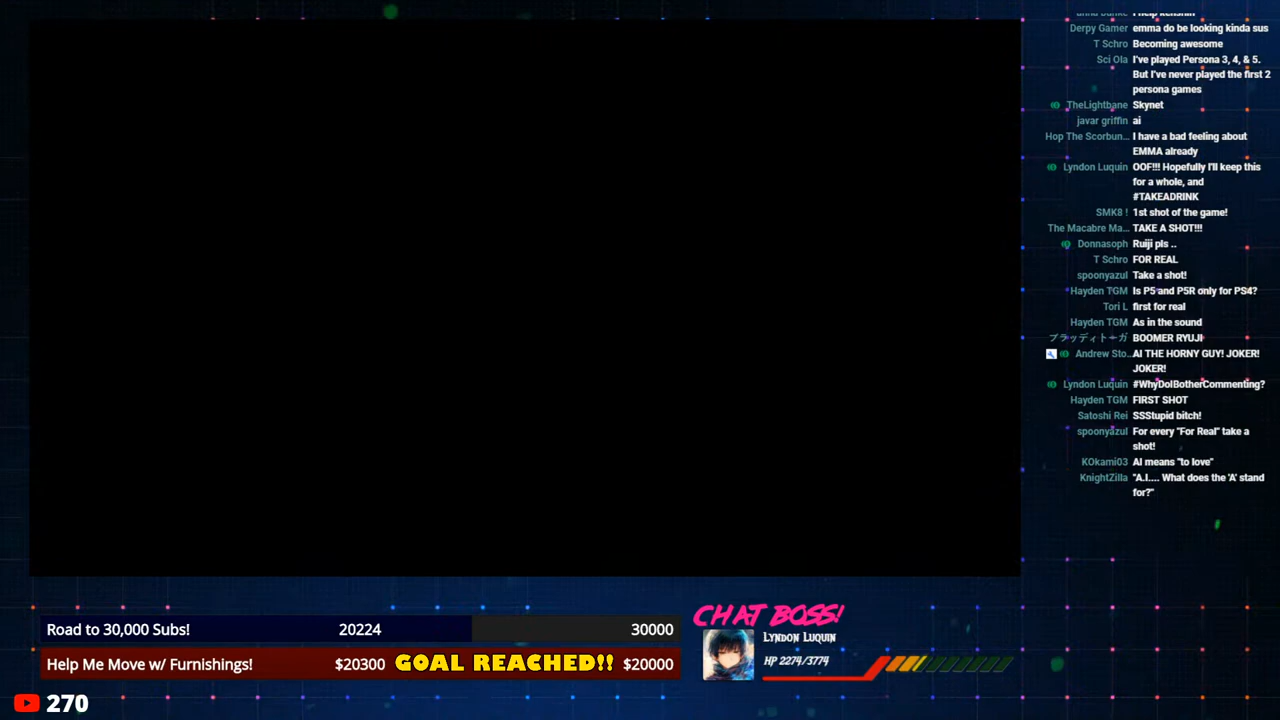 I help kenshin
Derpy Gamer emma do be looking kinda sus
T Schro Becoming awesome
Sci Ola I've played Persona 3, 4, & 5.
But I've never played the first 2
persona games
TheLightbane Skynet
javar griffin ai
Hop The Scorbun... I have a bad feeling about
EMMA already
Lyndon Luquin OOF!!! Hopefully I'll keep this
for a whole, and
#TAKEADRINK
SMK8 ! 1st shot of the game!
The Macabre Ma... TAKE A SHOT!!!
Donnasoph Ruiji pls ..
T Schro FOR REAL
spoonyazul Take a shot!
Hayden TGM Is P5 and P5R only for PS4?
Tori L first for real
Hayden TGM As in the sound
ブラッディトーガ BOOMER RYUJI
Andrew Sto... AI THE HORNY GUY! JOKER!
JOKER!
Lyndon Luquin #WhyDoIBotherCommenting?
Hayden TGM FIRST SHOT
Satoshi Rei SSStupid bitch!
spoonyazul For every "For Real" take a
shot!
KOkami03 AI means "to love"
KnightZilla "A.I.... What does the 'A' stand
for?"
CHAT BOSS!
Road to 30,000 Subs! 20224 30000
LYNDON LUQUIN
HP 2274/3774
Help Me Move w/ Furnishings! $20300 GOAL REACHED!! $20000
270